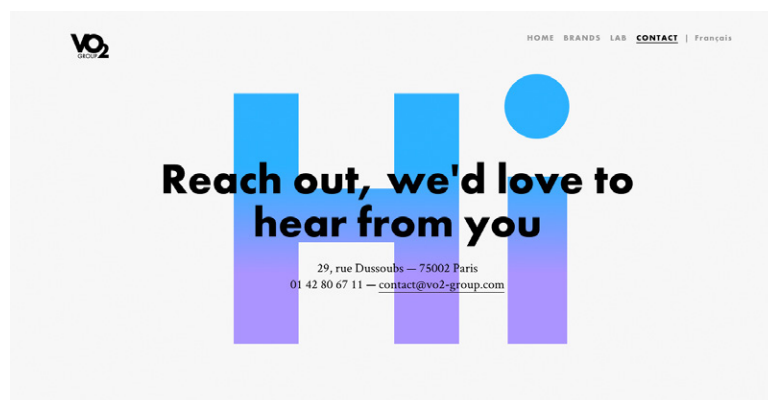 VO2
GROUP
HOME BRANDS LAB CONTACT | Français
Hi
Reach out, we'd love to
hear from you
29, rue Dussoubs — 75002 Paris
01 42 80 67 11 — contact@vo2-group.com